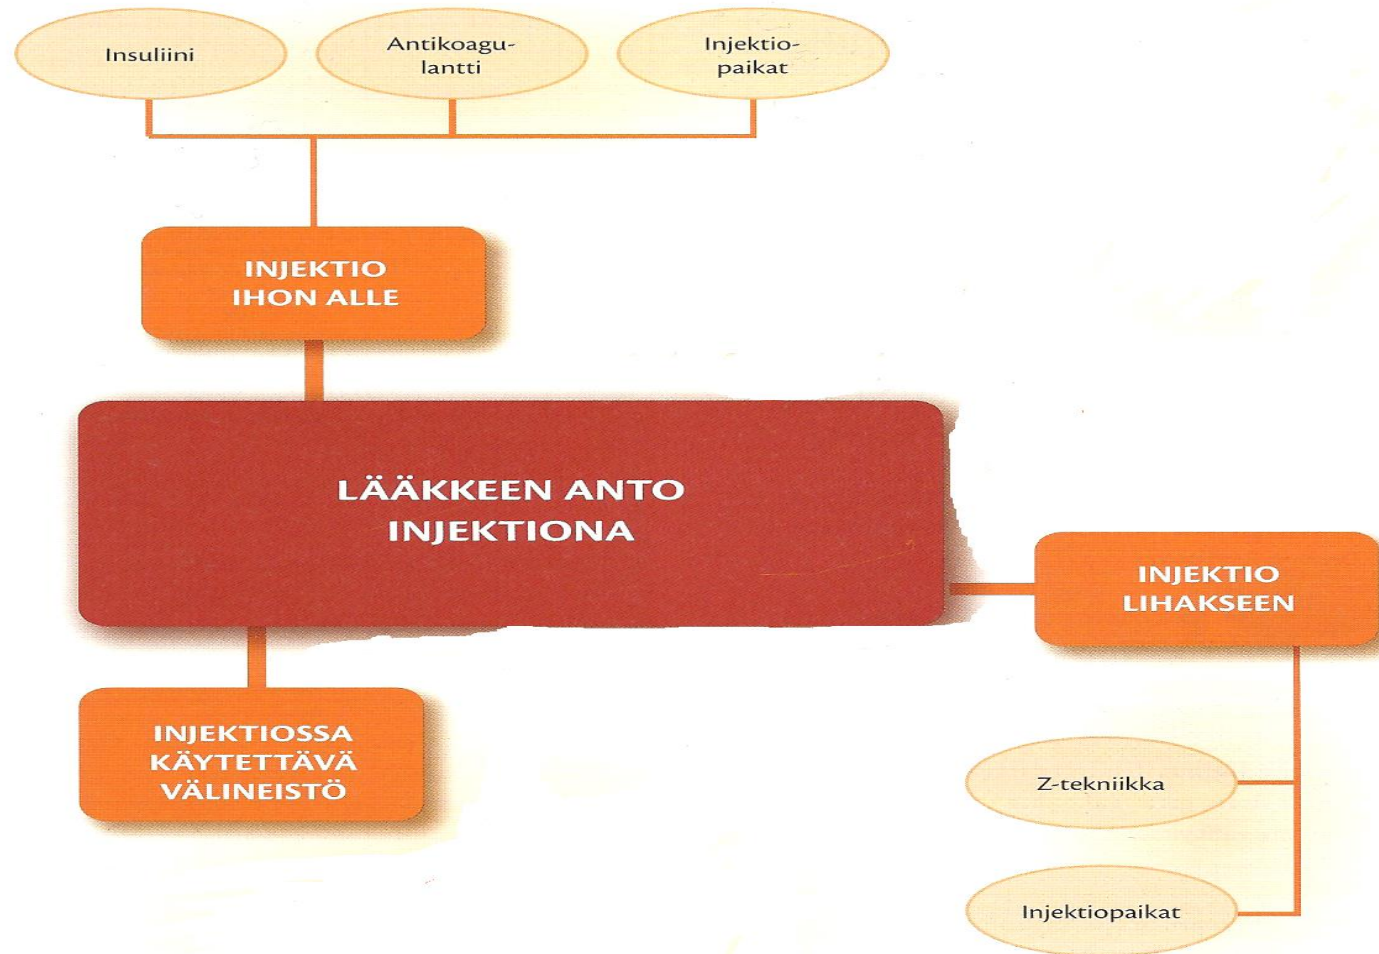 Insuliini
Antikoagu-
lantti
Injektio-
paikat
INJEKTIO
IHON ALLE
LÄÄKKEEN ANTO
INJEKTIONA
INJEKTIO
LIHAKSEEN
INJEKTIOSSA
KÄYTETTÄVÄ
VÄLINEISTÖ
Z-tekniikka
Injektiopaikat